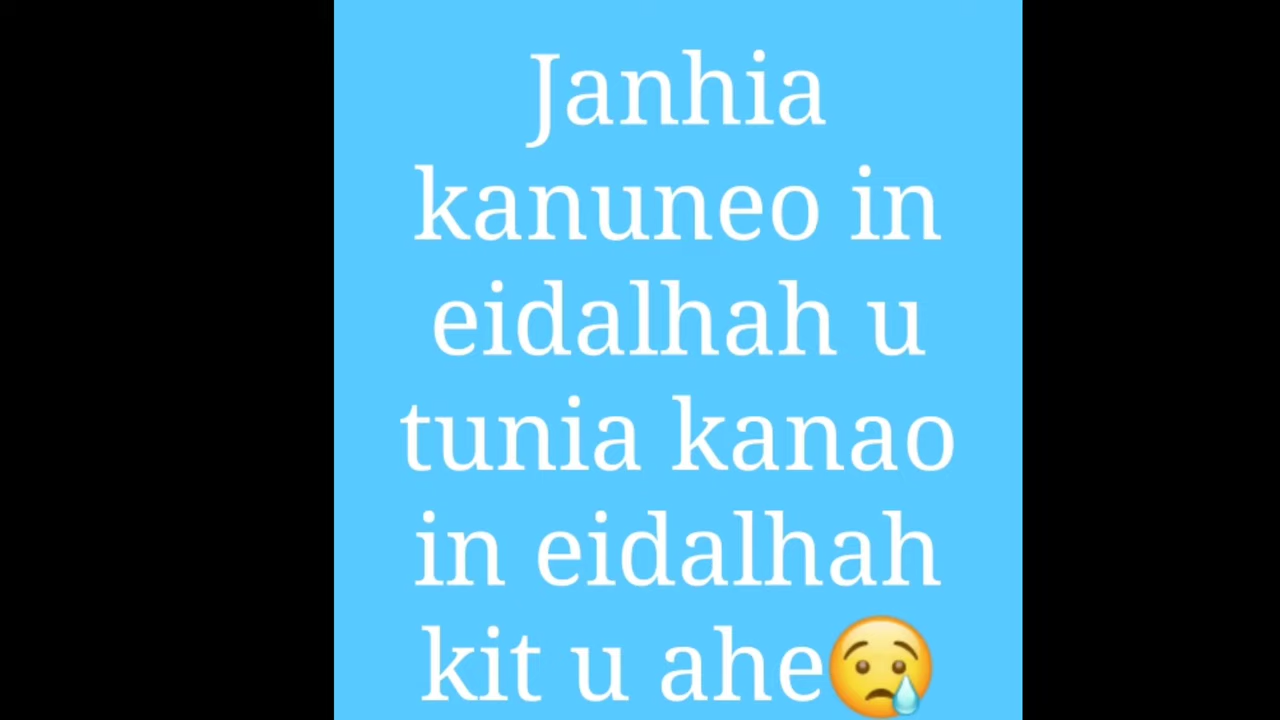 Janhia
kanuneo in
eidalhah u
tunia kanao
in eidalhah
kit u ahe😢